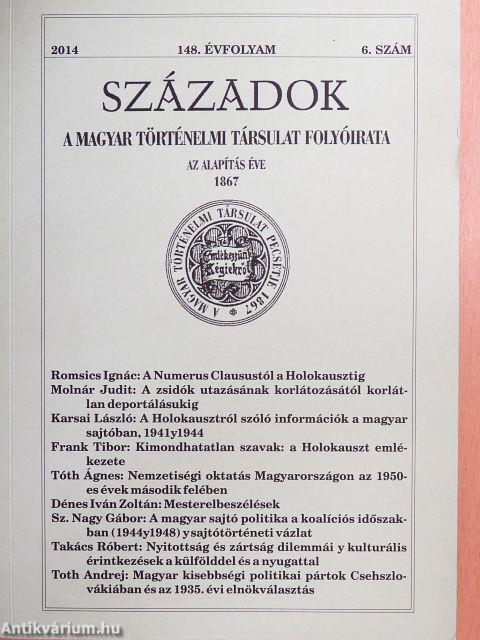 2014 148. ÉVFOLYAM 6. SZÁM
SZÁZADOK
A MAGYAR TÖRTÉNELMI TÁRSULAT FOLYÓIRATA
AZ ALAPÍTÁS ÉVE
1867
A MAGYAR TÖRTÉNELMI TÁRSULAT PECSÉTJE 1867
Emlékezzünk
Régiekről
Romsics Ignác: A Numerus Claususтól a Holokausztig
Molnár Judit: A zsidók utazásának korlátozásától korlát-
lan deportálásukig
Karsai László: A Holokausztról szóló információk a magyar
sajtóban, 1941y1944
Frank Tibor: Kimondhatatlan szavak: a Holokauszt emlé-
kezete
Tóth Ágnes: Nemzetiségi oktatás Magyarországon az 1950-
es évek második felében
Dénes Iván Zoltán: Mesterelbeszélések
Sz. Nagy Gábor: A magyar sajtó politika a koalíciós időszak-
ban (1944y1948) y sajtótörténeti vázlat
Takács Róbert: Nyitottság és zártság dilemmái y kulturális
érintkezések a külfölddel és a nyugattal
Toth Andrej: Magyar kisebbségi politikai pártok Csehszlo-
vákiában és az 1935. évi elnökválasztás
Antikvárium.hu